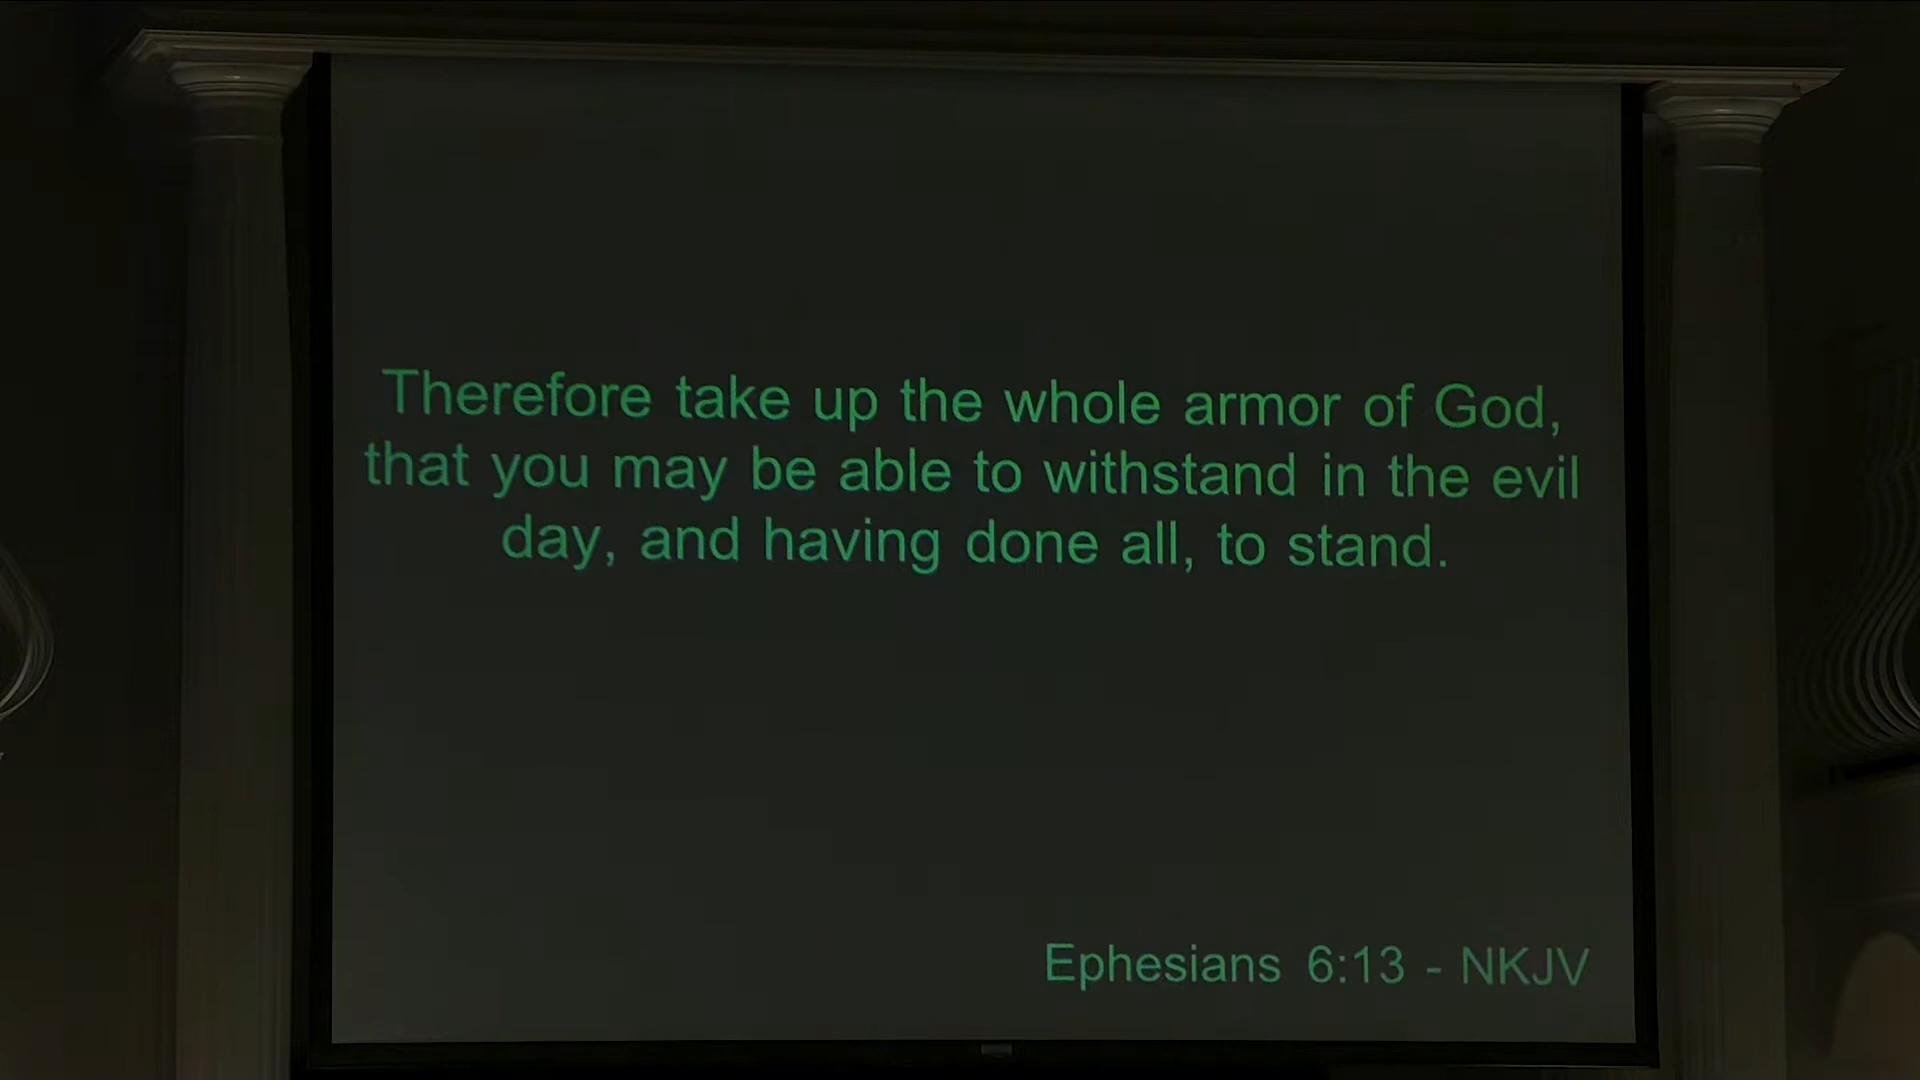 Therefore take up the whole armor of God,
that you may be able to withstand in the evil
day, and having done all, to stand.
Ephesians 6:13 - NKJV